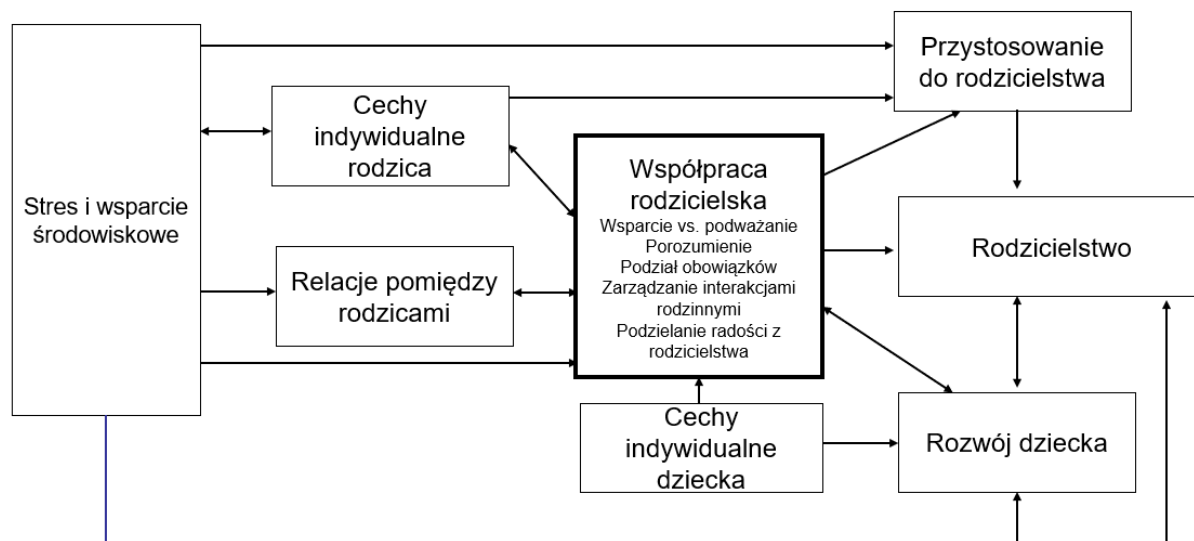 Przystosowanie
do rodzicielstwa
Cechy
indywidualne
rodzica
Stres i wsparcie
środowiskowe
Współpraca
rodzicielska
Wsparcie vs. podważanie
Porozumienie
Podział obowiązków
Zarządzanie interakcjami
rodzinnymi
Podzielanie radości z
rodzicielstwa
Rodzicielstwo
Relacje pomiędzy
rodzicami
Cechy
indywidualne
dziecka
Rozwój dziecka